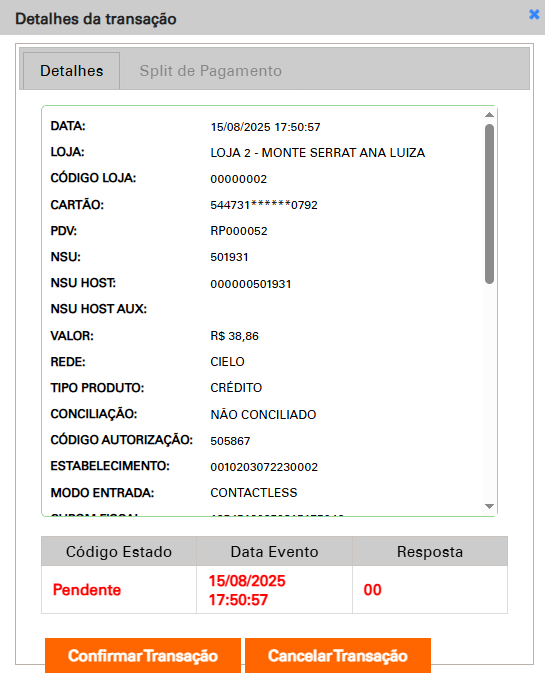 Detalhes da transação
Detalhes Split de Pagamento
DATA: 15/08/2025 17:50:57
LOJA: LOJA 2 - MONTE SERRAT ANA LUIZA
CÓDIGO LOJA: 00000002
CARTÃO: 544731******0792
PDV: RP000052
NSU: 501931
NSU HOST: 000000501931
NSU HOST AUX:
VALOR: R$ 38,86
REDE: CIELO
TIPO PRODUTO: CRÉDITO
CONCILIAÇÃO: NÃO CONCILIADO
CÓDIGO AUTORIZAÇÃO: 505867
ESTABELECIMENTO: 0010203072230002
MODO ENTRADA: CONTACTLESS
Código Estado Data Evento Resposta
Pendente 15/08/2025 17:50:57 00
Confirmar Transação Cancelar Transação